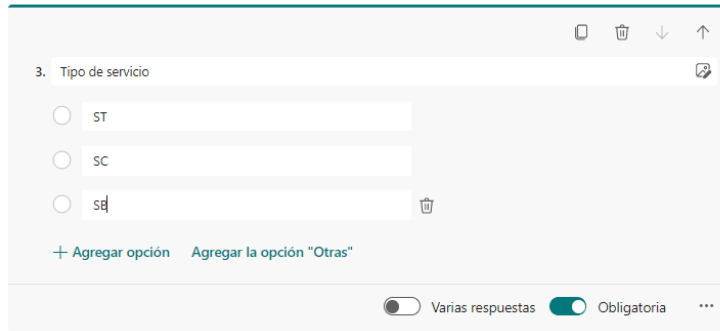 3. Tipo de servicio
ST
SC
SB
Agregar opción Agregar la opción "Otras"
Varias respuestas Obligatoria